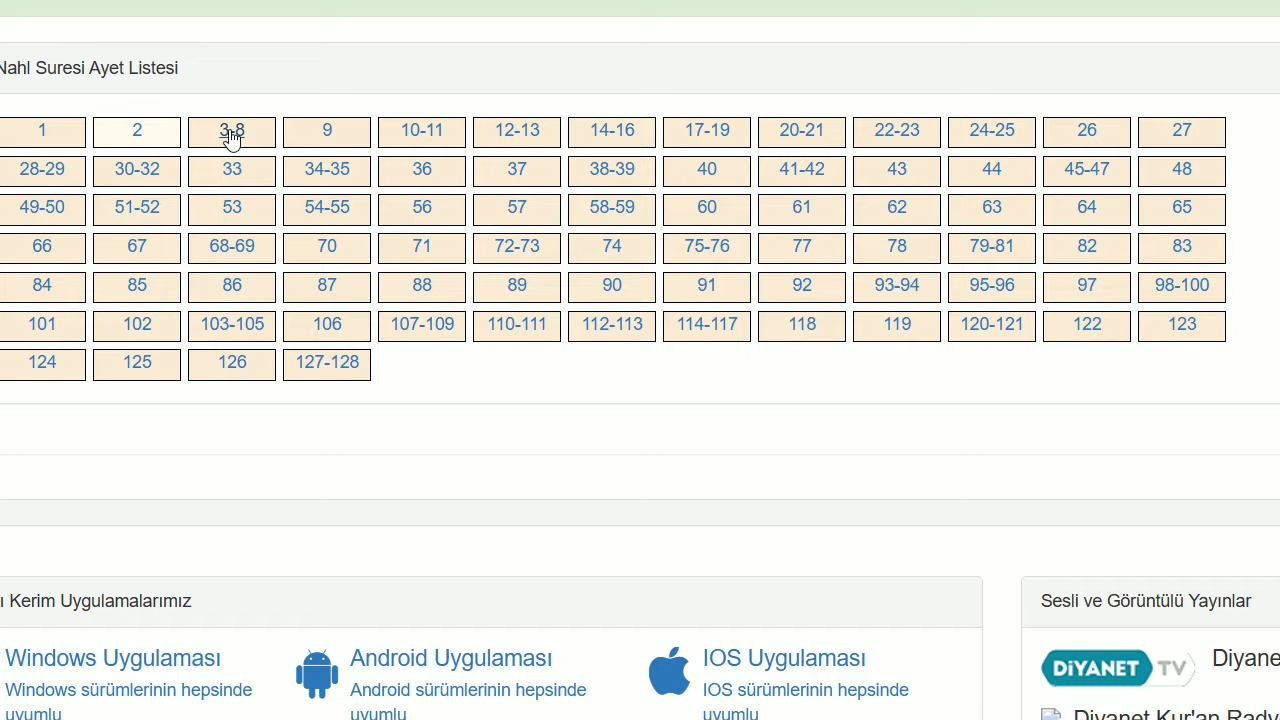 Nahl Suresi Ayet Listesi
1 2 3-8 9 10-11 12-13 14-16 17-19 20-21 22-23 24-25 26 27
28-29 30-32 33 34-35 36 37 38-39 40 41-42 43 44 45-47 48
49-50 51-52 53 54-55 56 57 58-59 60 61 62 63 64 65
66 67 68-69 70 71 72-73 74 75-76 77 78 79-81 82 83
84 85 86 87 88 89 90 91 92 93-94 95-96 97 98-100
101 102 103-105 106 107-109 110-111 112-113 114-117 118 119 120-121 122 123
124 125 126 127-128
ı Kerim Uygulamalarımız
Windows Uygulaması
Windows sürümlerinin hepsinde
uyumlu
Android Uygulaması
Android sürümlerinin hepsinde
uyumlu
IOS Uygulaması
IOS sürümlerinin hepsinde
uyumlu
Sesli ve Görüntülü Yayınlar
DİYANET TV
Diyane
Diyanet Kur'an Rady